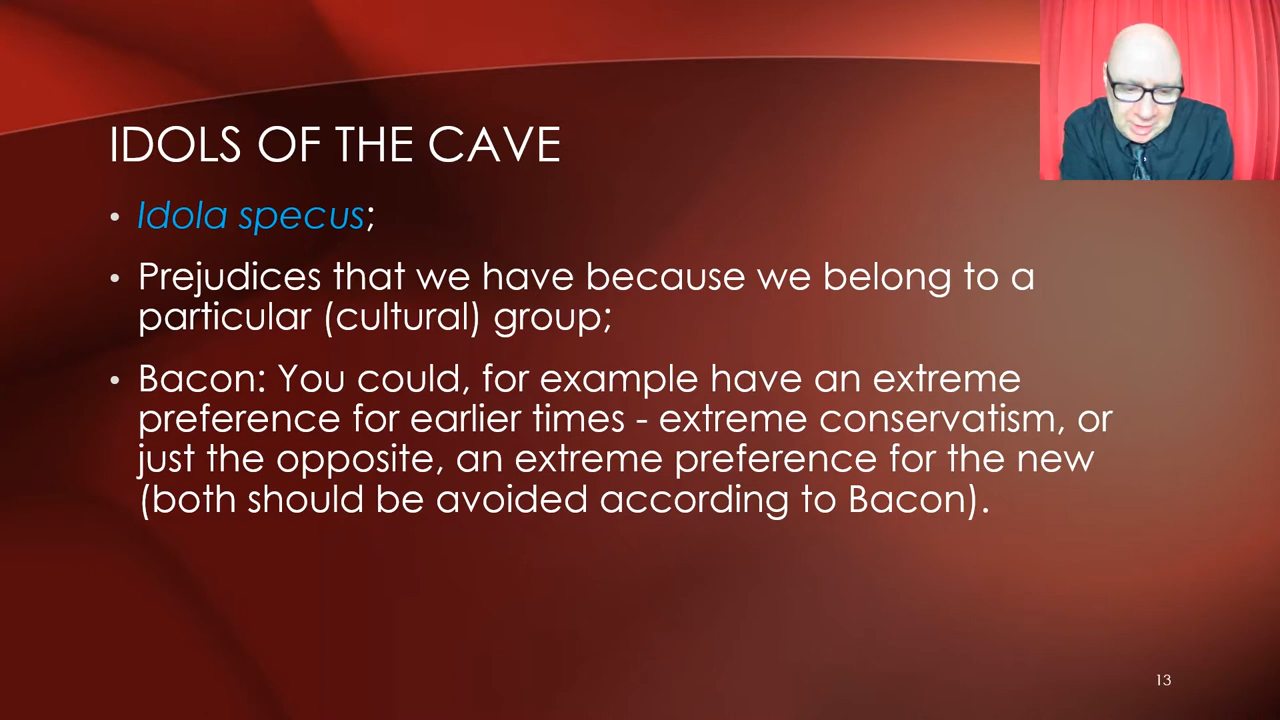 IDOLS OF THE CAVE
• Idola specus;
• Prejudices that we have because we belong to a
particular (cultural) group;
• Bacon: You could, for example have an extreme
preference for earlier times - extreme conservatism, or
just the opposite, an extreme preference for the new
(both should be avoided according to Bacon).
13